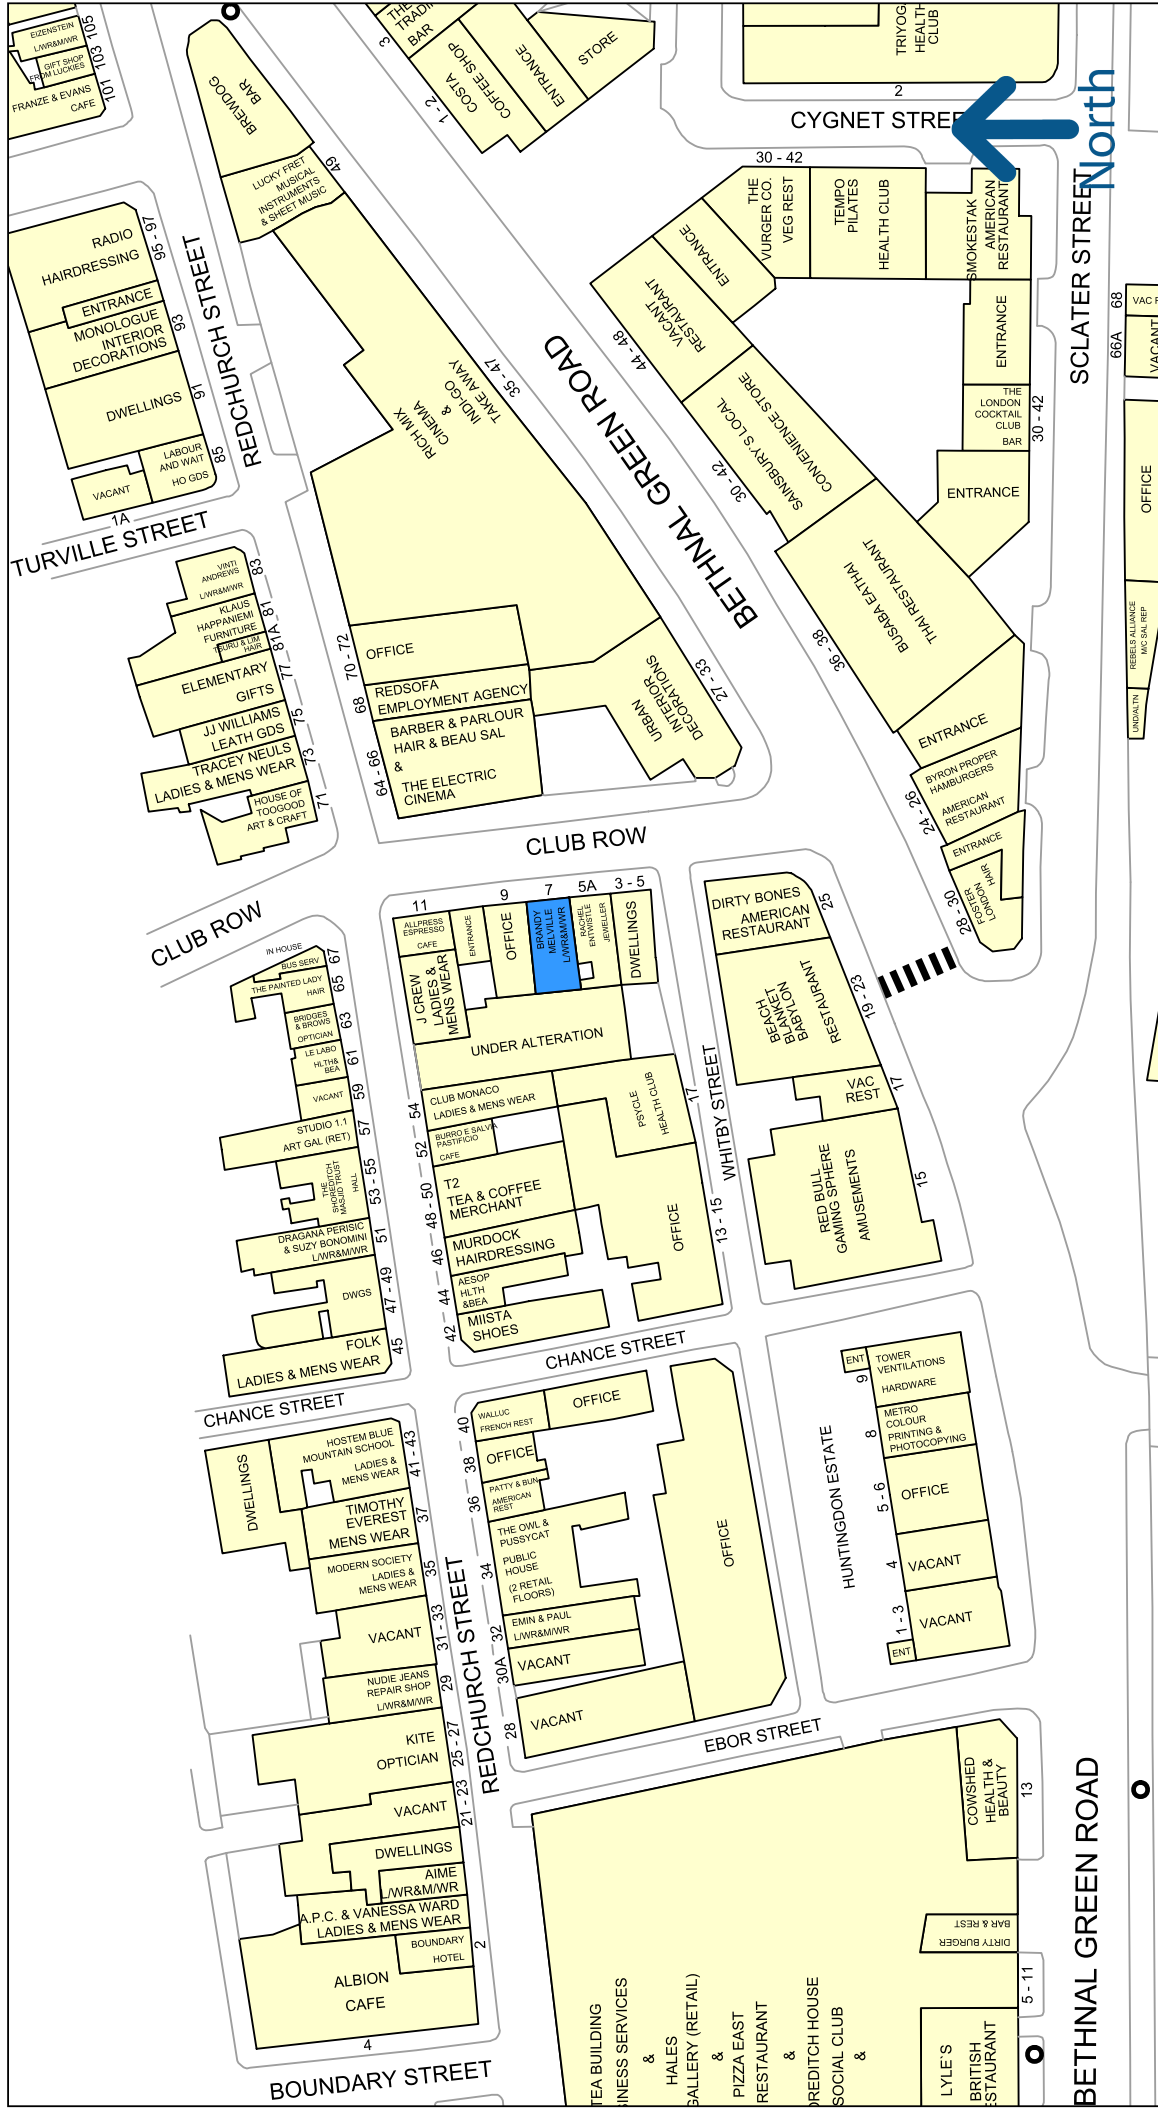 EIZENSTEIN
L/WR&M/WR
105
GIFT SHOP
FROM LUCKIES
103
FRANZE & EVANS
CAFE
101
BREWDOG
BAR
LUCKY FRET
MUSICAL
INSTRUMENTS
& SHEET MUSIC
49
3
BAR
COSTA
COFFEE SHOP
1 - 2
ENTRANCE
STORE
HEALTH
CLUB
2
CYGNET
North
30 - 42
THE
VURGER CO.
VEG REST
TEMPO
PILATES
HEALTH CLUB
SMOKESTAK
AMERICAN
RESTAURANT
SCLATER STREET
ENTRANCE
VACANT
RESTAURANT
44 - 48
ENTRANCE
THE
LONDON
COCKTAIL
CLUB
BAR
30 - 42
ENTRANCE
68
66A
VACANT
OFFICE
REBELS ALLIANCE
M/C SAL REP
UND/ALTN
RADIO
HAIRDRESSING
95 - 97
ENTRANCE
MONOLOGUE
INTERIOR
DECORATIONS
93
DWELLINGS
91
LABOUR
AND WAIT
HO GDS
85
VACANT
1A
REDCHURCH STREET
TURVILLE STREET
RICH MIX
CINEMA
&
INDI-GO
TAKE AWAY
35 - 47
BETHNAL GREEN ROAD
SAINSBURY'S LOCAL
CONVENIENCE STORE
30 - 42
BUSABA EATHAI
THAI RESTAURANT
36 - 38
ENTRANCE
BYRON PROPER
HAMBURGERS
AMERICAN
RESTAURANT
24 - 26
ENTRANCE
FOSTER
LONDON
HAIR
28 - 30
VINTI
ANDREWS
L/WR&M/WR
83
KLAUS
HAPPANIEMI
FURNITURE
81
TSURU & LIM
HAIR
81A
ELEMENTARY
GIFTS
77
JJ WILLIAMS
LEATH GDS
75
TRACEY NEULS
LADIES & MENS WEAR
73
HOUSE OF
TOOGOOD
ART & CRAFT
71
OFFICE
70 - 72
REDSOFA
EMPLOYMENT AGENCY
68
BARBER & PARLOUR
HAIR & BEAU SAL
&
THE ELECTRIC
CINEMA
64 - 66
URBAN
INTERIOR
DECORATIONS
27 - 33
CLUB ROW
CLUB ROW
11
ALLPRESS
ESPRESSO
CAFE
ENTRANCE
9
OFFICE
7
BRANDY
MELVILLE
L/WR&M/WR
5A
RACHEL
ENTWISTLE
JEWELLER
3 - 5
DWELLINGS
J CREW
LADIES &
MENS WEAR
UNDER ALTERATION
DIRTY BONES
AMERICAN
RESTAURANT
25
BEACH
BLANKET
BABYLON
RESTAURANT
19 - 23
VAC
REST
17
RED BULL
GAMING SPHERE
AMUSEMENTS
15
WHITBY STREET
IN HOUSE
BUS SERV
67
THE PAINTED LADY
HAIR
65
BRIDGES
& BROWS
OPTICIAN
63
LE LABO
HLTH&
BEA
61
VACANT
59
STUDIO 1.1
ART GAL (RET)
57
THE
SHOREDITCH
MASJID TRUST
HALL
53 - 55
DRAGANA PERISIC
& SUZY BONOMINI
L/WR&M/WR
51
DWGS
47 - 49
FOLK
LADIES & MENS WEAR
45
CLUB MONACO
LADIES & MENS WEAR
54
BURRO E SALVIA
PASTIFICIO
CAFE
52
T2
TEA & COFFEE
MERCHANT
48 - 50
MURDOCK
HAIRDRESSING
46
AESOP
HLTH
&BEA
44
MIISTA
SHOES
42
PSYCLE
HEALTH CLUB
17
OFFICE
13 - 15
CHANCE STREET
CHANCE STREET
DWELLINGS
HOSTEM BLUE
MOUNTAIN SCHOOL
LADIES &
MENS WEAR
41 - 43
TIMOTHY
EVEREST
MENS WEAR
37
MODERN SOCIETY
LADIES &
MENS WEAR
35
VACANT
31 - 33
NUDIE JEANS
REPAIR SHOP
L/WR&M/WR
29
KITE
OPTICIAN
25 - 27
VACANT
21 - 23
DWELLINGS
AIME
L/WR&M/WR
A.P.C. & VANESSA WARD
LADIES & MENS WEAR
BOUNDARY
HOTEL
2
ALBION
CAFE
4
BOUNDARY STREET
REDCHURCH STREET
WALLUC
FRENCH REST
40
OFFICE
OFFICE
38
PATTY & BUN
AMERICAN
REST
36
THE OWL &
PUSSYCAT
PUBLIC
HOUSE
(2 RETAIL
FLOORS)
34
EMIN & PAUL
L/WR&M/WR
32
VACANT
30A
VACANT
28
OFFICE
EBOR STREET
HUNTINGDON ESTATE
ENT
9
TOWER
VENTILATIONS
HARDWARE
METRO
COLOUR
PRINTING &
PHOTOCOPYING
8
OFFICE
5 - 6
VACANT
4
VACANT
1 - 3
ENT
COWSHED
HEALTH &
BEAUTY
13
DIRTY BURGER
BAR & REST
5 - 11
LYLE`S
BRITISH
BETHNAL GREEN ROAD
TEA BUILDING
SERVICES
&
HALES
GALLERY (RETAIL)
&
PIZZA EAST
RESTAURANT
&
HOUSE
SOCIAL CLUB
&